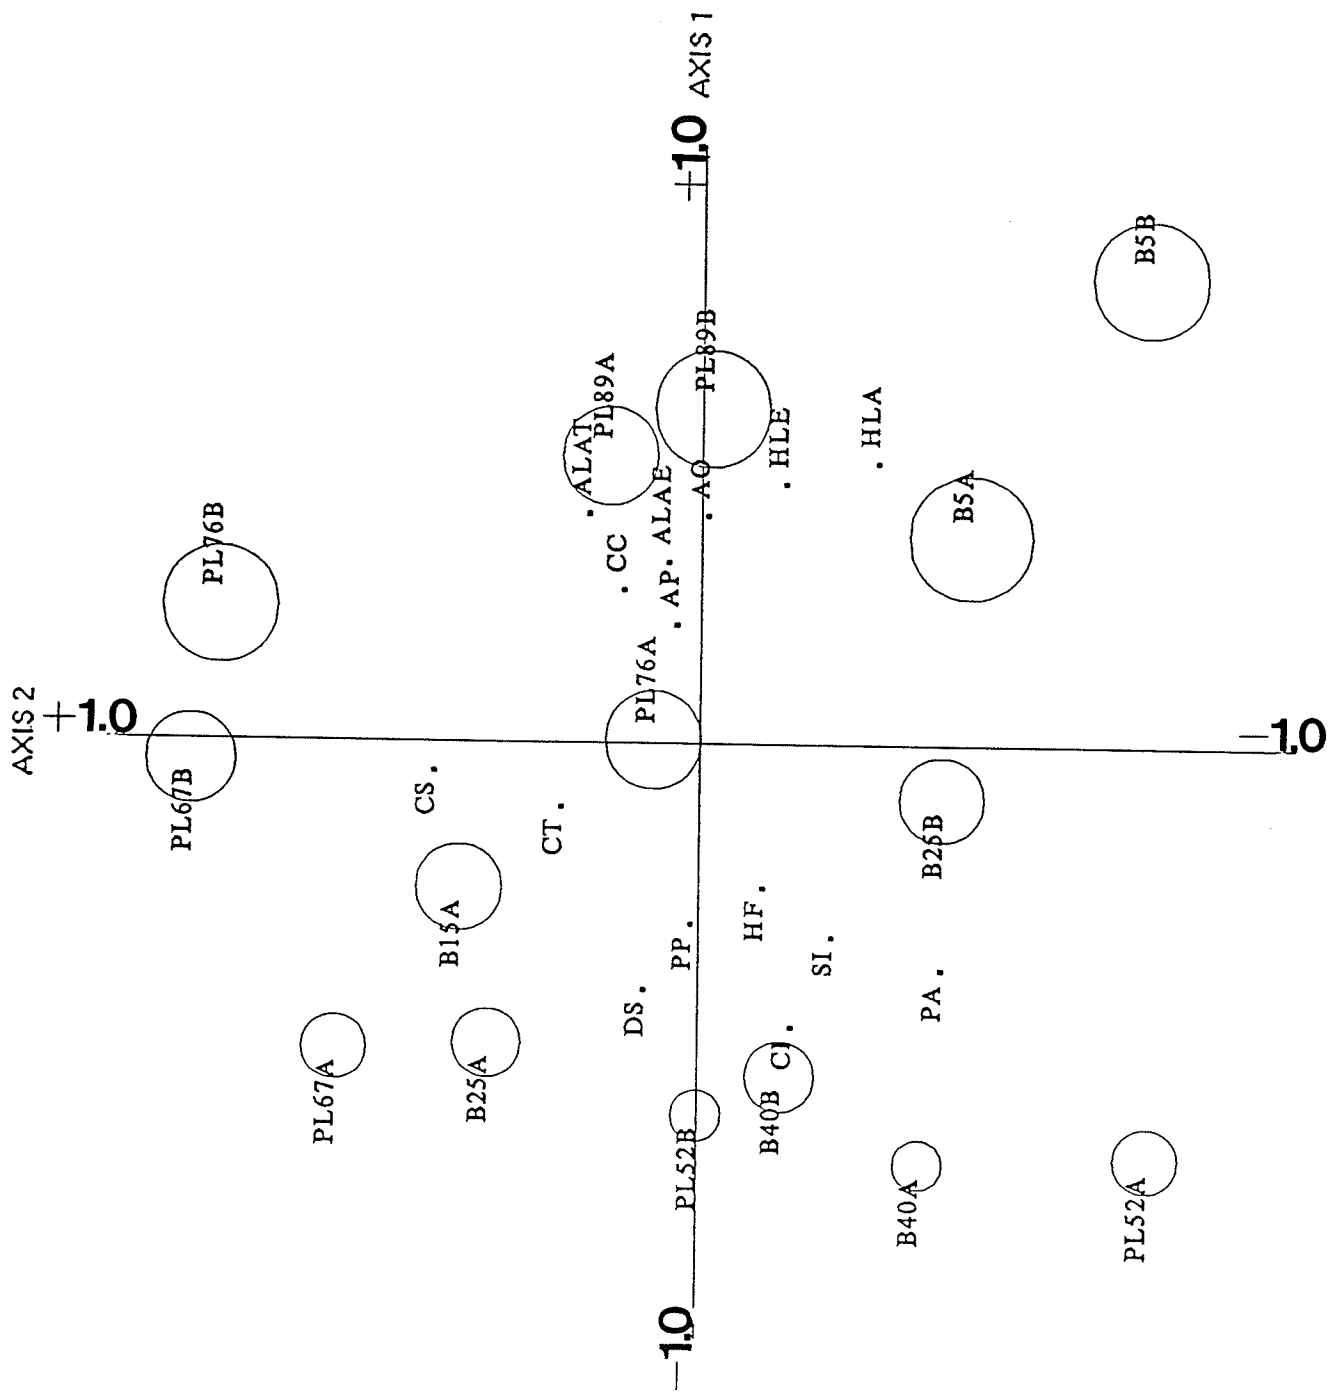 AXIS 1
+1.0
B5B
PL89B
PL89A
HLA
HLE
ALAT
AO
ALAE
B5A
PL76B
CC
AP
PL76A
AXIS 2
+1.0
-1.0
PL67B
CS
CT
B25B
B15A
HF
PP
SI
PA
DS
CI
PL67A
B25A
B40B
PL52B
B40A
PL52A
-1.0